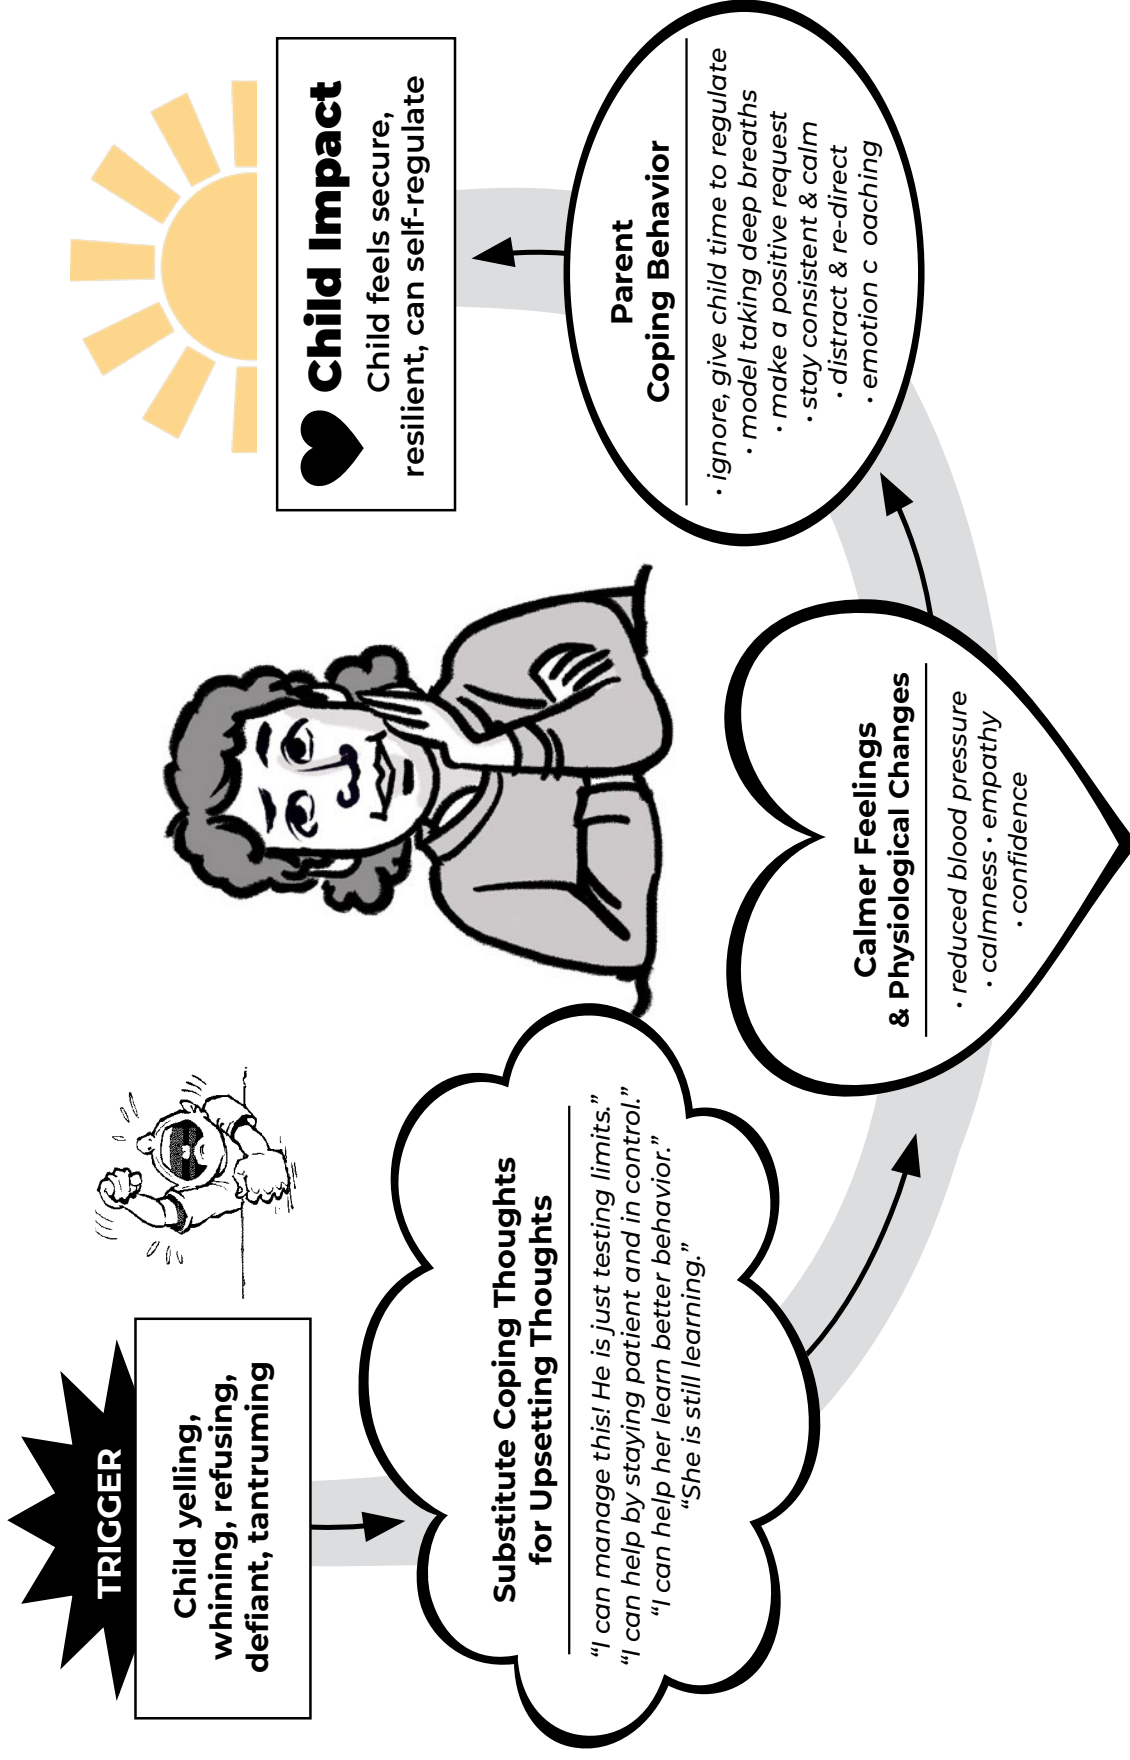 TRIGGER
Child yelling,
whining, refusing,
defiant, tantruming
Substitute Coping Thoughts
for Upsetting Thoughts
“I can manage this! He is just testing limits.”
“I can help by staying patient and in control.”
“I can help her learn better behavior.”
“She is still learning.”
Calmer Feelings
& Physiological Changes
• reduced blood pressure
• calmness • empathy
• confidence
Parent
Coping Behavior
• ignore, give child time to regulate
• model taking deep breaths
• make a positive request
• stay consistent & calm
• distract & re-direct
• emotion c oaching
Child Impact
Child feels secure,
resilient, can self-regulate